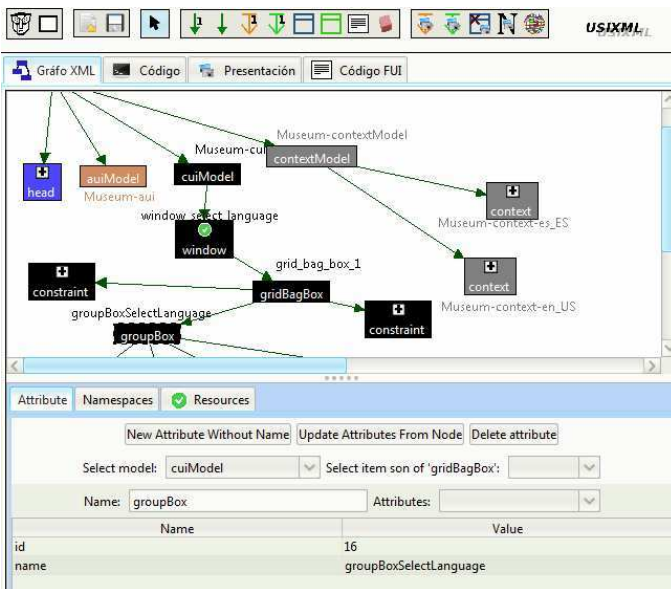 USIXML
Gráfo XML Código Presentación Código FUI
Museum-contextModel
Museum-cui
contextModel
head auiModel cuiModel
Museum-aui
context
window_select_language
Museum-context-es_ES
window
grid_bag_box_1
context
constraint gridBagBox
Museum-context-en_US
groupBoxSelectLanguage
constraint
groupBox
Attribute Namespaces Resources
New Attribute Without Name Update Attributes From Node Delete attribute
Select model: cuiModel Select item son of 'gridBagBox':
Name: groupBox Attributes:
Name Value
id 16
name groupBoxSelectLanguage